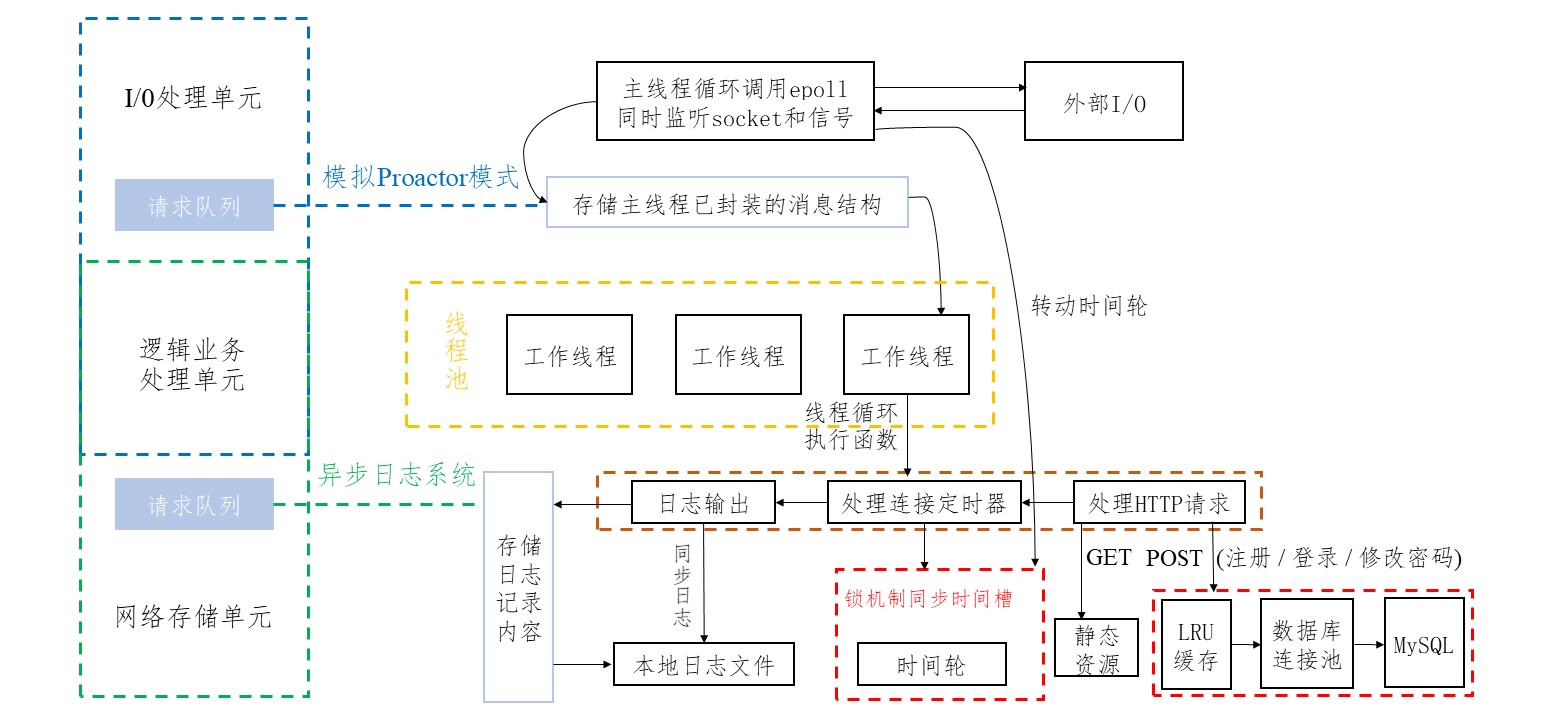 I/0处理单元
请求队列
逻辑业务
处理单元
请求队列
网络存储单元
模拟Proactor模式
异步日志系统
主线程循环调用epoll
同时监听socket和信号
外部I/O
存储主线程已封装的消息结构
转动时间轮
线程池
工作线程
工作线程
工作线程
线程循环
执行函数
日志输出
处理连接定时器
处理HTTP请求
存储
日志
记录
内容
同步日志
本地日志文件
锁机制同步时间槽
时间轮
GET
POST (注册 / 登录 / 修改密码)
静态
资源
LRU
缓存
数据库
连接池
MySQL